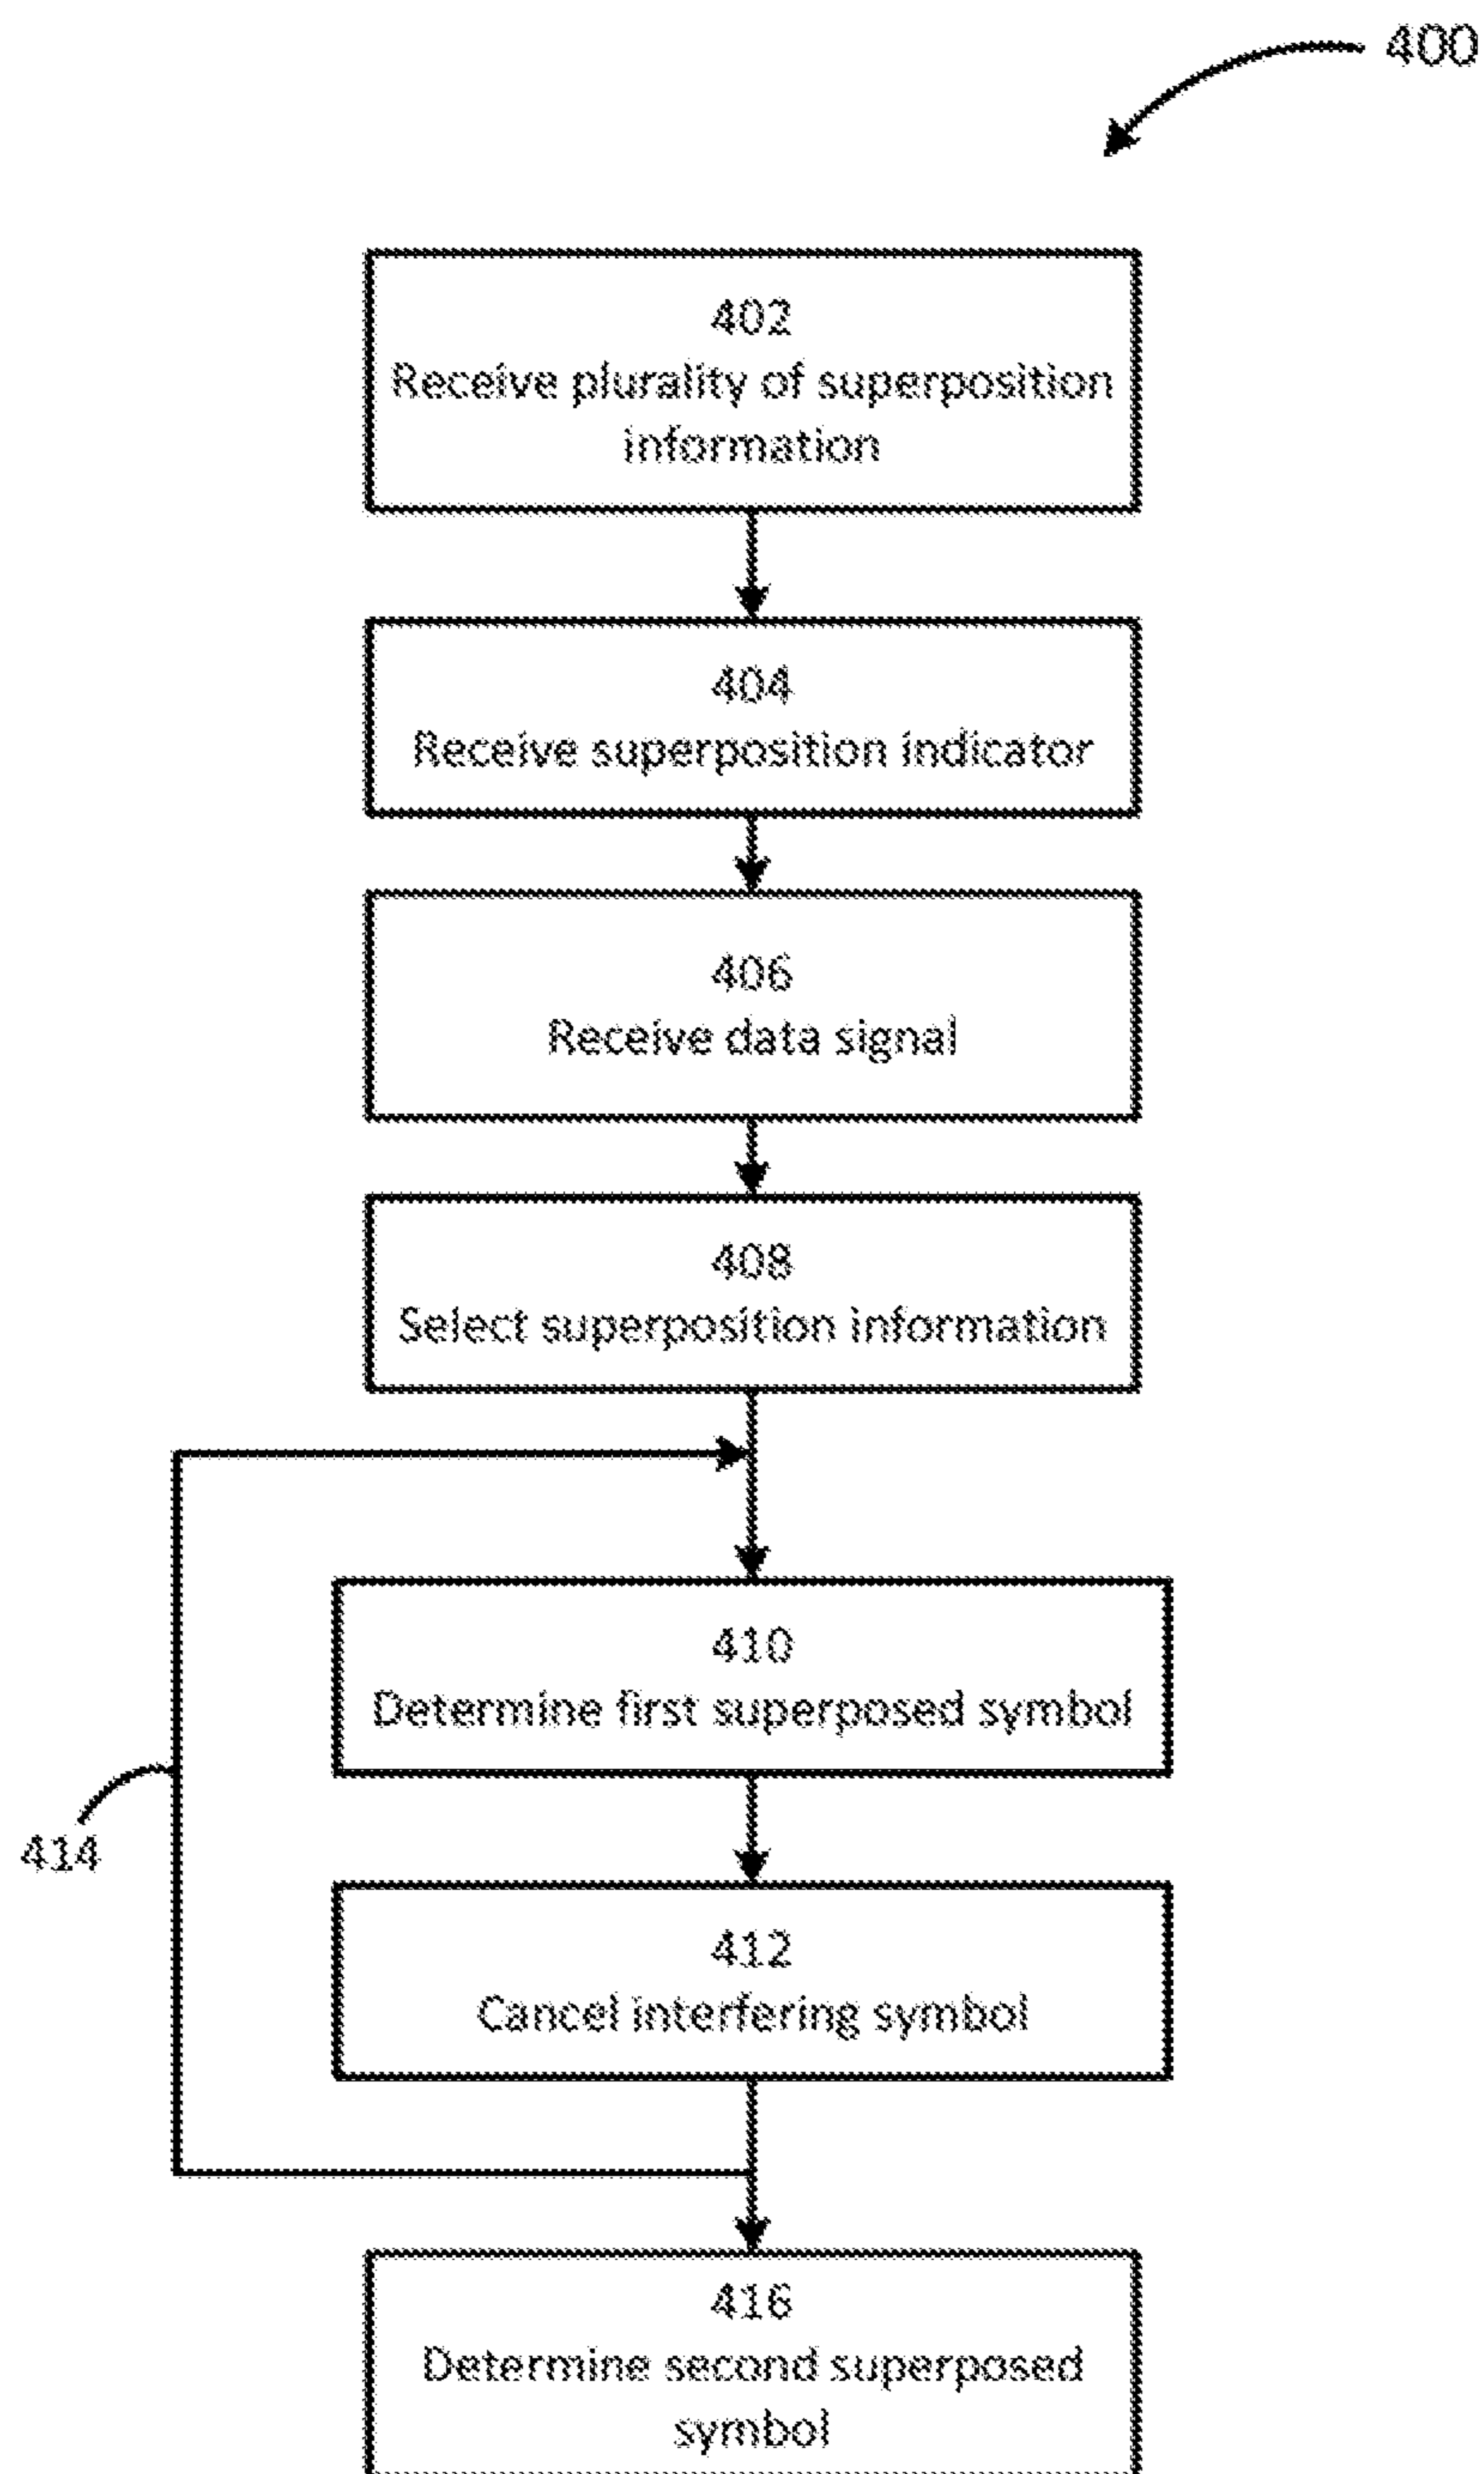 400
402
Receive plurality of superposition
information
404
Receive superposition indicator
406
Receive data signal
408
Select superposition information
410
Determine first superposed symbol
414
412
Cancel interfering symbol
416
Determine second superposed
symbol